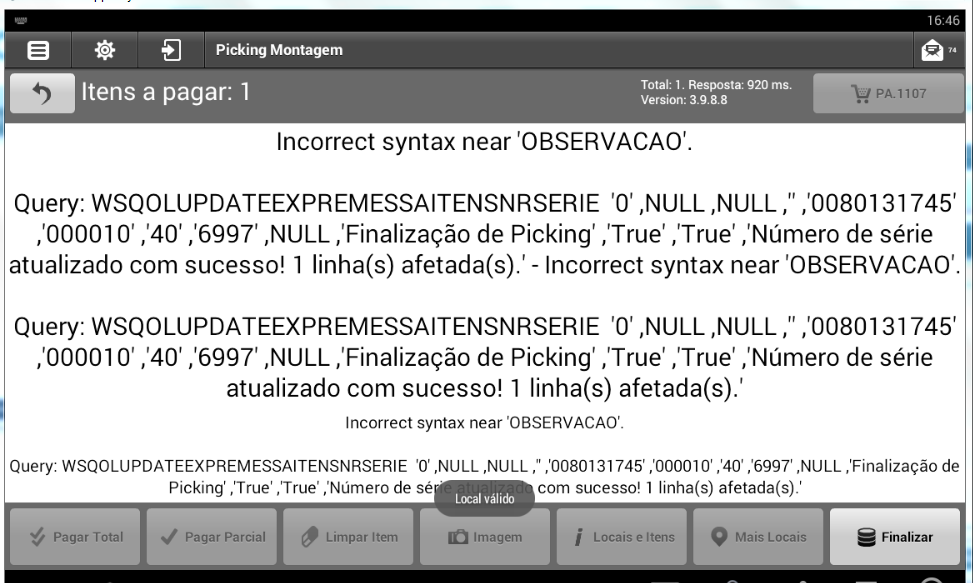 16:46
Picking Montagem
74
Itens a pagar: 1
Total: 1. Resposta: 920 ms.
Version: 3.9.8.8
PA.1107
Incorrect syntax near 'OBSERVACAO'.
Query: WSQOLUPDATEEXPREMESSAITENSNRSERIE '0' ,NULL ,NULL ,'' ,'0080131745'
,'000010' ,'40' ,'6997' ,NULL ,'Finalização de Picking' ,'True' ,'True' ,'Número de série
atualizado com sucesso! 1 linha(s) afetada(s).' - Incorrect syntax near 'OBSERVACAO'.
Query: WSQOLUPDATEEXPREMESSAITENSNRSERIE '0' ,NULL ,NULL ,'' ,'0080131745'
,'000010' ,'40' ,'6997' ,NULL ,'Finalização de Picking' ,'True' ,'True' ,'Número de série
atualizado com sucesso! 1 linha(s) afetada(s).'
Incorrect syntax near 'OBSERVACAO'.
Query: WSQOLUPDATEEXPREMESSAITENSNRSERIE '0' ,NULL ,NULL ,'' ,'0080131745' ,'000010' ,'40' ,'6997' ,NULL ,'Finalização de
Picking' ,'True' ,'True' ,'Número de série atualizado com sucesso! 1 linha(s) afetada(s).'
Local válido
Pagar Total
Pagar Parcial
Limpar Item
Imagem
Locais e Itens
Mais Locais
Finalizar